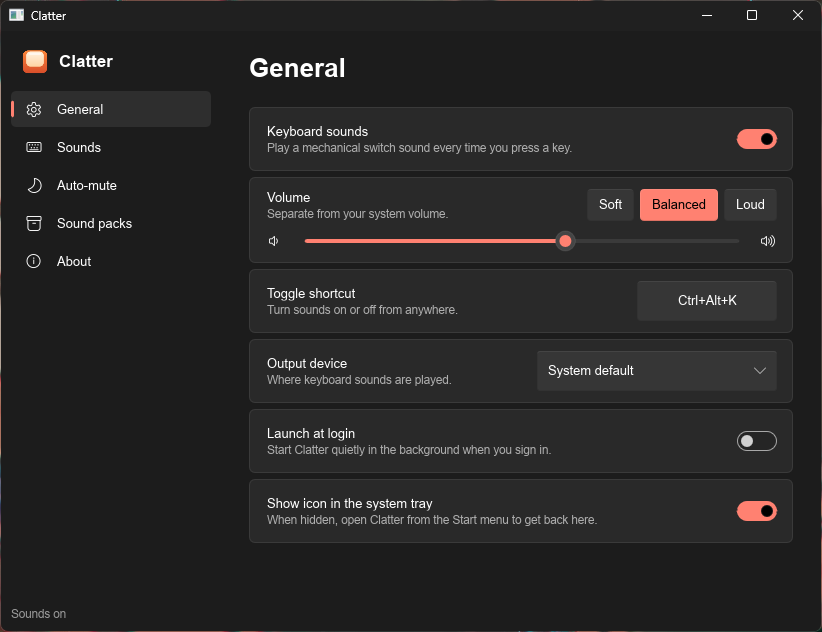 Clatter
Clatter
General
Sounds
Auto-mute
Sound packs
About
Sounds on
General
Keyboard sounds
Play a mechanical switch sound every time you press a key.
Volume
Separate from your system volume.
Soft
Balanced
Loud
Toggle shortcut
Turn sounds on or off from anywhere.
Ctrl+Alt+K
Output device
Where keyboard sounds are played.
System default
Launch at login
Start Clatter quietly in the background when you sign in.
Show icon in the system tray
When hidden, open Clatter from the Start menu to get back here.